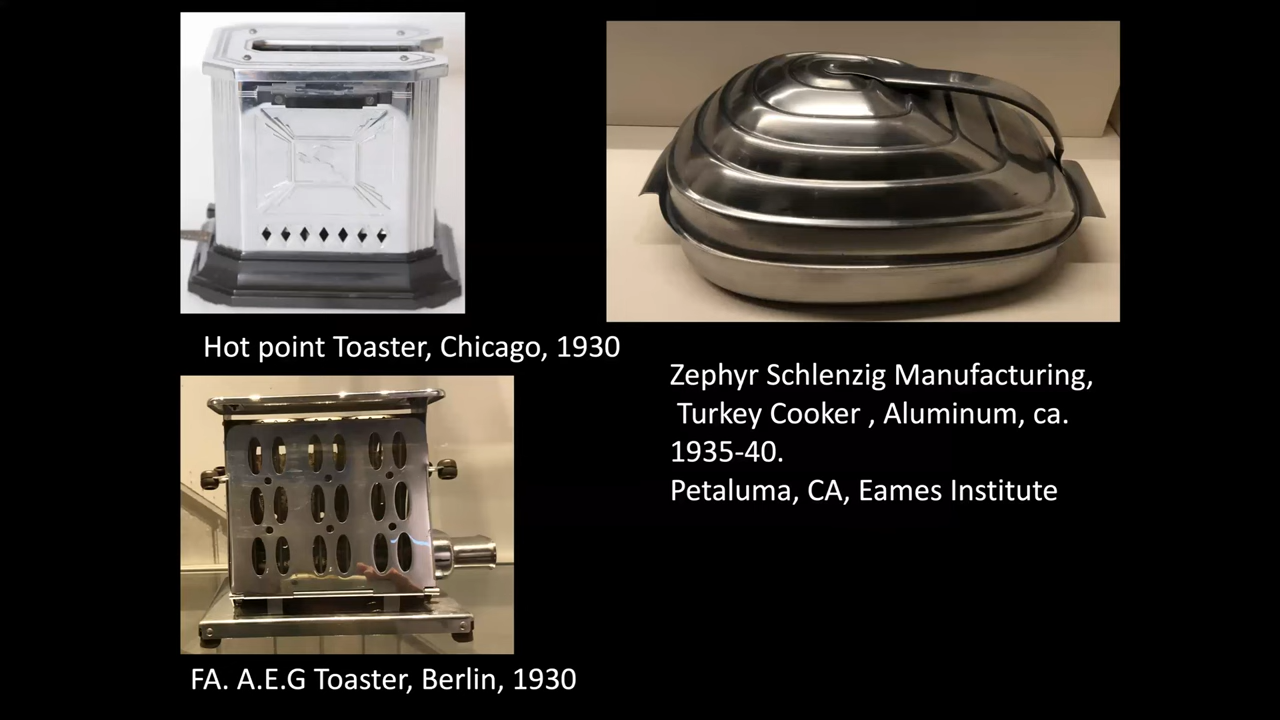 Hot point Toaster, Chicago, 1930
Zephyr Schlenzig Manufacturing,
Turkey Cooker , Aluminum, ca.
1935-40.
Petaluma, CA, Eames Institute
FA. A.E.G Toaster, Berlin, 1930